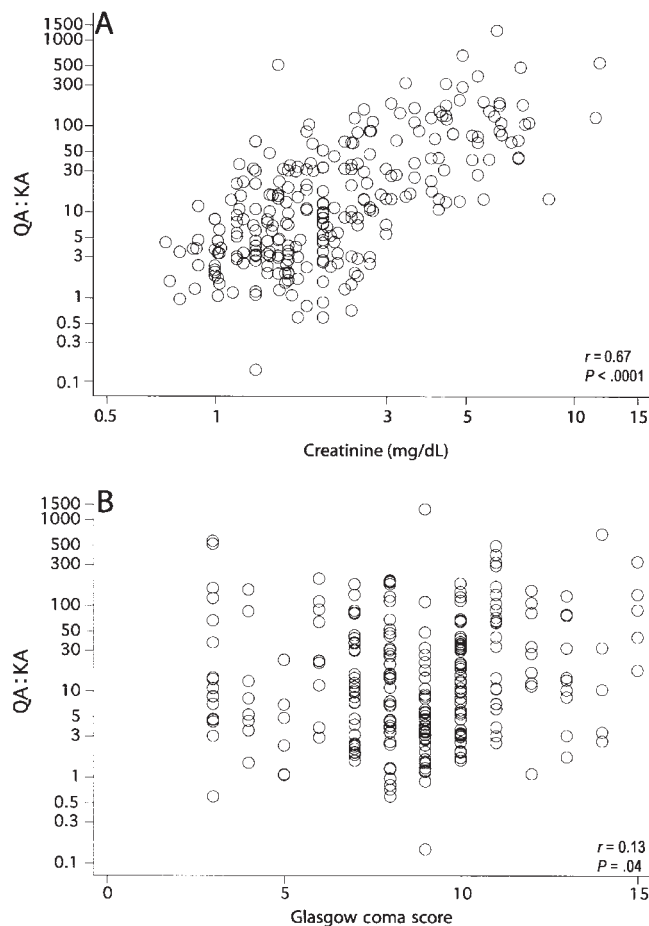 A
1500
1000
500
300
100
50
30
10
5
3
1
0.5
0.3
0.1
QA : KA
r = 0.67
P < .0001
0.5 1 3 5 10 15
Creatinine (mg/dL)
B
1500
1000
500
300
100
50
30
10
5
3
1
0.5
0.3
0.1
QA : KA
r = 0.13
P = .04
0 5 10 15
Glasgow coma score